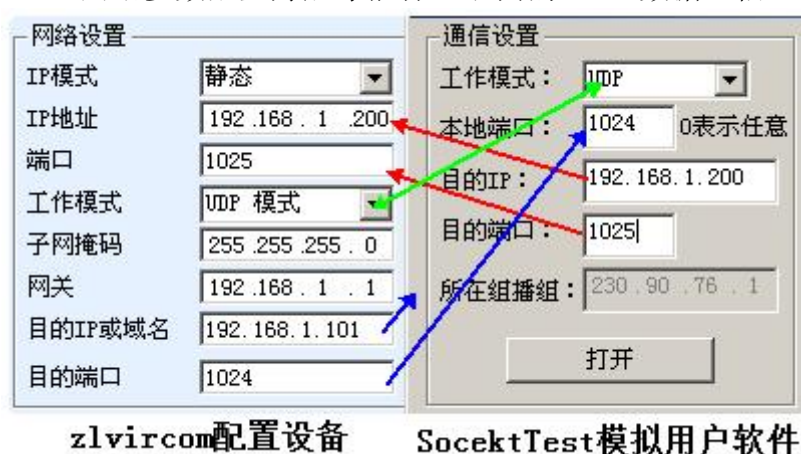 网络设置
IP模式 静态
IP地址 192 .168 . 1 .200
端口 1025
工作模式 UDP 模式
子网掩码 255 .255 .255 . 0
网关 192 .168 . 1 . 1
目的IP或域名 192.168.1.101
目的端口 1024
zlvircom配置设备
通信设置
工作模式： UDP
本地端口： 1024 0表示任意
目的IP： 192.168.1.200
目的端口： 1025
所在组播组： 230 .90 .76 . 1
打开
SocektTest模拟用户软件